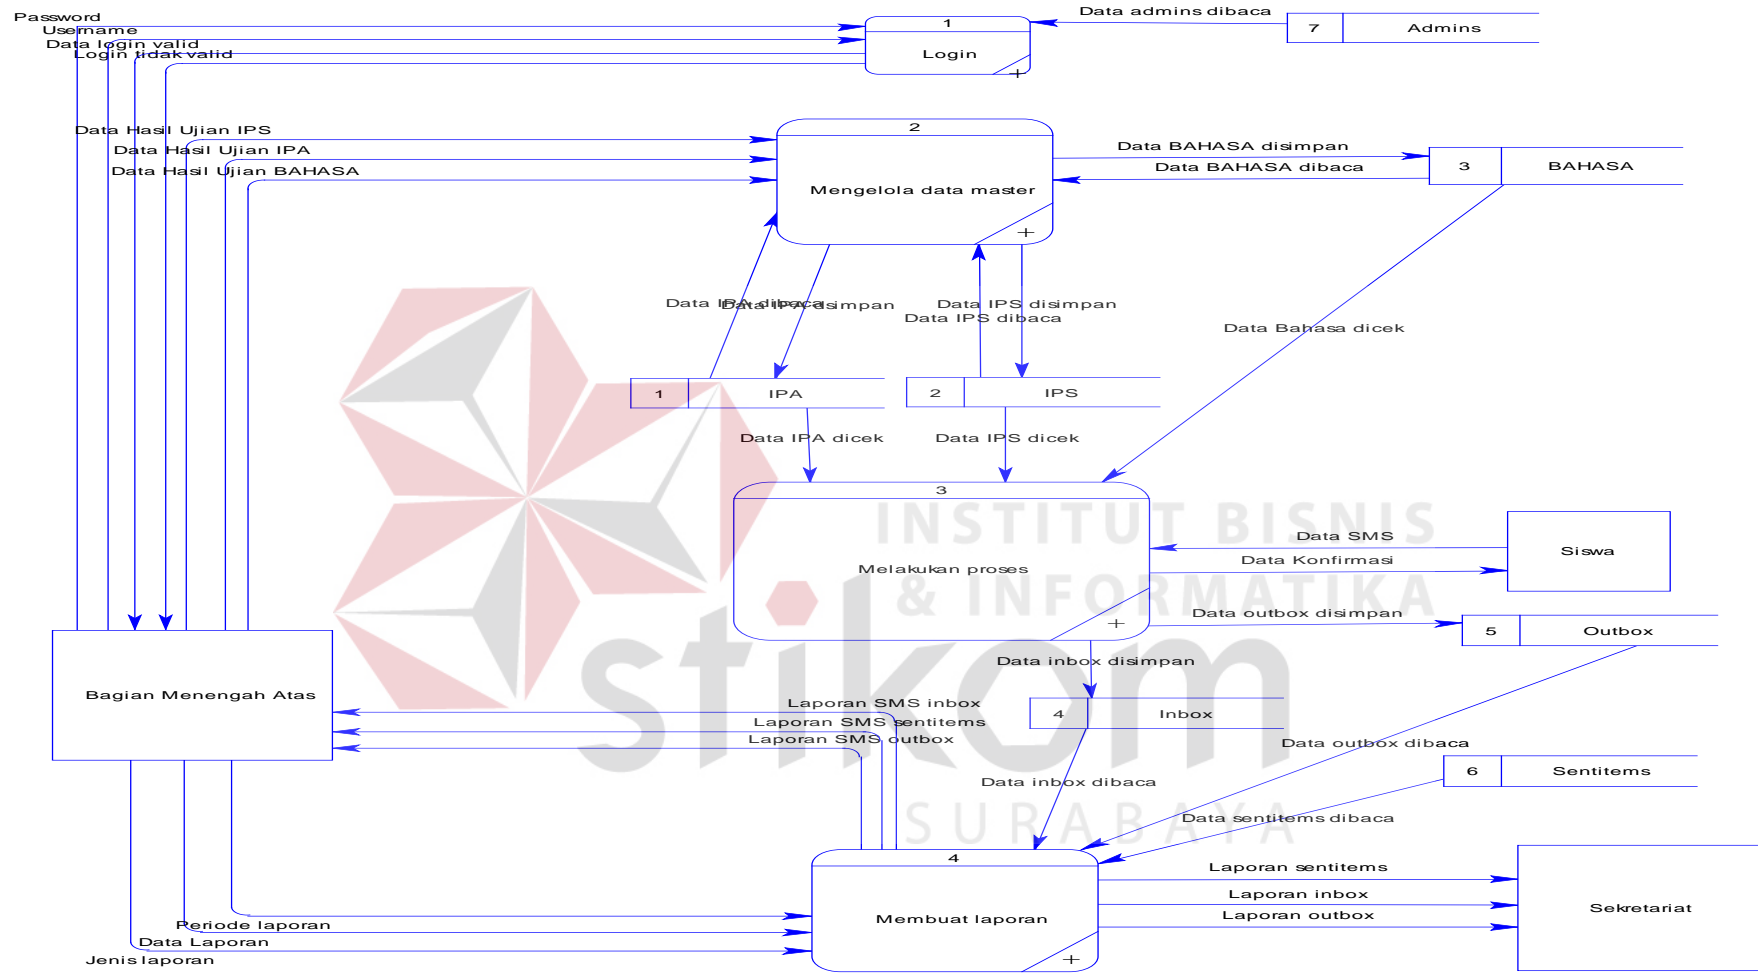 Password
Username
Data login valid
Login tidak valid
1
Login
+
Data admins dibaca
7
Admins
Data Hasil Ujian IPS
Data Hasil Ujian IPA
Data Hasil Ujian BAHASA
2
Mengelola data master
+
Data BAHASA disimpan
Data BAHASA dibaca
3
BAHASA
Data IPA dibaca
Data IPA disimpan
Data IPS disimpan
Data IPS dibaca
Data Bahasa dicek
1
IPA
2
IPS
Data IPA dicek
Data IPS dicek
3
Melakukan proses
+
INSTITUT BISNIS
& INFORMATIKA
stikom
SURABAYA
Data SMS
Data Konfirmasi
Siswa
Data outbox disimpan
5
Outbox
Data inbox disimpan
Bagian Menengah Atas
Laporan SMS inbox
Laporan SMS sentitems
Laporan SMS outbox
4
Inbox
Data outbox dibaca
6
Sentitems
Data inbox dibaca
Data sentitems dibaca
4
Membuat laporan
+
Laporan sentitems
Laporan inbox
Laporan outbox
Sekretariat
Periode laporan
Data Laporan
Jenis laporan